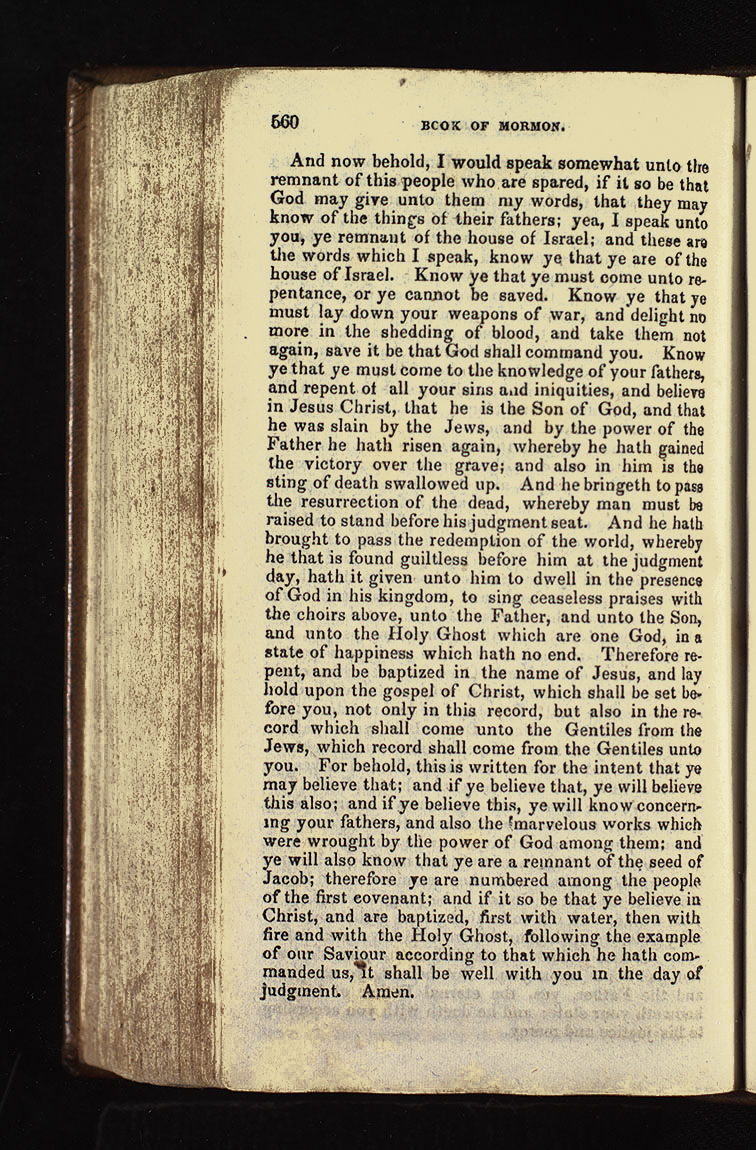 560 BOOK OF MORMON.
And now behold, I would speak somewhat unto the
remnant of this people who are spared, if it so be that
God may give unto them my words, that they may
know of the things of their fathers; yea, I speak unto
you, ye remnant of the house of Israel; and these are
the words which I speak, know ye that ye are of the
house of Israel. Know ye that ye must come unto re-
pentance, or ye cannot be saved. Know ye that ye
must lay down your weapons of war, and delight no
more in the shedding of blood, and take them not
again, save it be that God shall command you. Know
ye that ye must come to the knowledge of your fathers,
and repent of all your sins and iniquities, and believe
in Jesus Christ, that he is the Son of God, and that
he was slain by the Jews, and by the power of the
Father he hath risen again, whereby he hath gained
the victory over the grave; and also in him is the
sting of death swallowed up. And he bringeth to pass
the resurrection of the dead, whereby man must be
raised to stand before his judgment seat. And he hath
brought to pass the redemption of the world, whereby
he that is found guiltless before him at the judgment
day, hath it given unto him to dwell in the presence
of God in his kingdom, to sing ceaseless praises with
the choirs above, unto the Father, and unto the Son,
and unto the Holy Ghost which are one God, in a
state of happiness which hath no end. Therefore re-
pent, and be baptized in the name of Jesus, and lay
hold upon the gospel of Christ, which shall be set be-
fore you, not only in this record, but also in the re-
cord which shall come unto the Gentiles from the
Jews, which record shall come from the Gentiles unto
you. For behold, this is written for the intent that ye
may believe that; and if ye believe that, ye will believe
this also; and if ye believe this, ye will know concern-
ing your fathers, and also the marvelous works which
were wrought by the power of God among them; and
ye will also know that ye are a remnant of the seed of
Jacob; therefore ye are numbered among the people
of the first covenant; and if it so be that ye believe in
Christ, and are baptized, first with water, then with
fire and with the Holy Ghost, following the example
of our Saviour according to that which he hath com-
manded us, it shall be well with you in the day of
judgment. Amen.